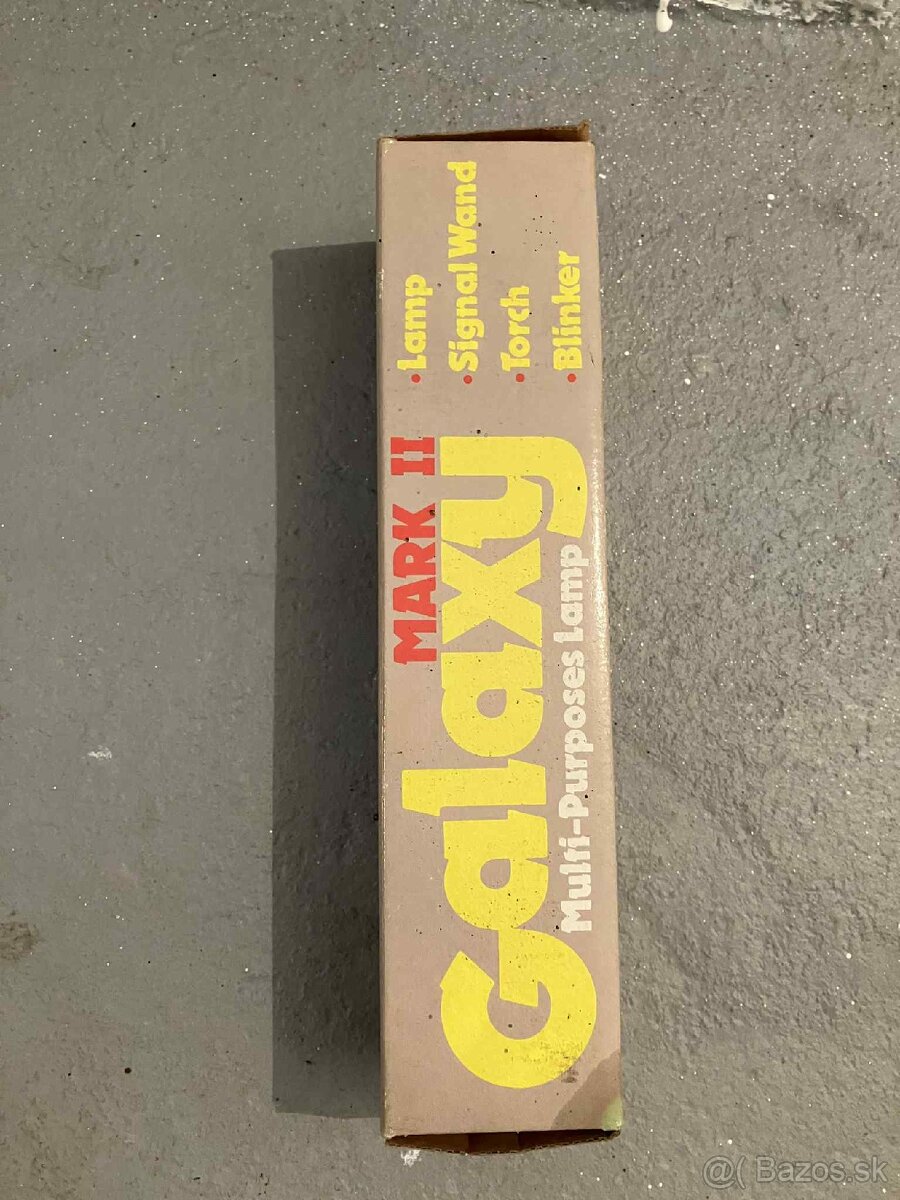 MARK II
Galaxy
Multi-Purposes Lamp
• Lamp
• Signal Wand
• Torch
• Blinker
@( Bazos.sk